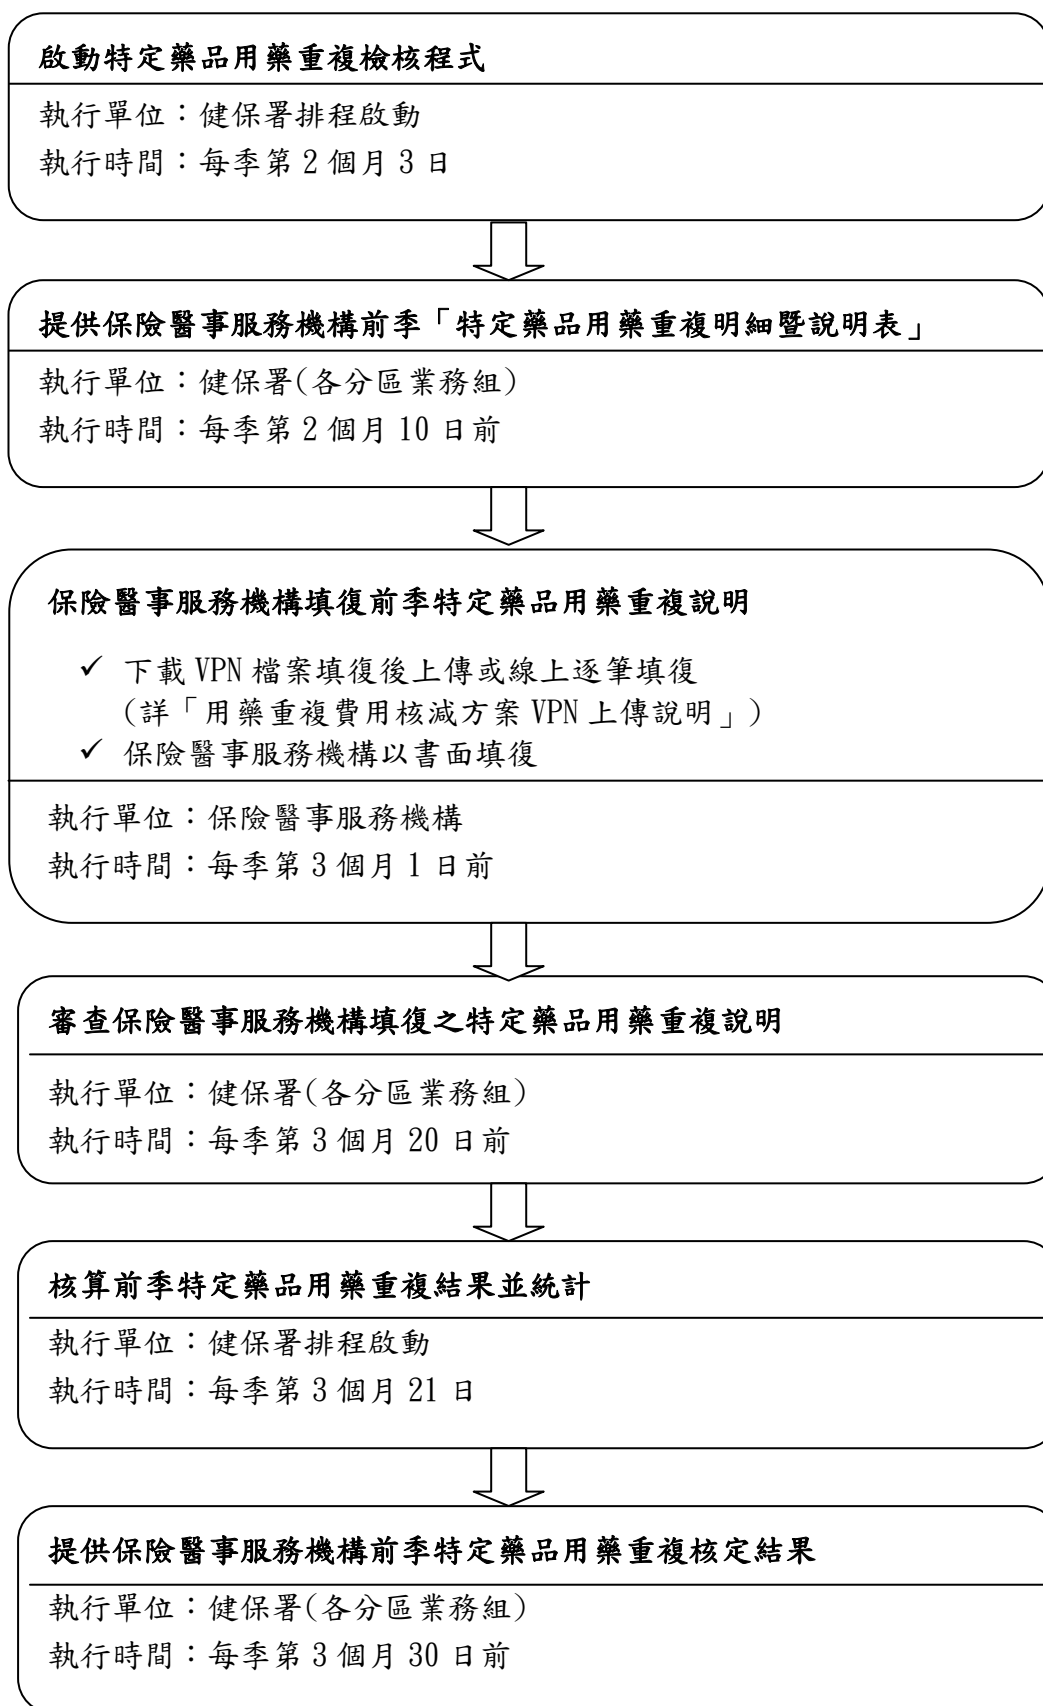 啟動特定藥品用藥重複檢核程式
執行單位：健保署排程啟動
執行時間：每季第 2 個月 3 日
提供保險醫事服務機構前季「特定藥品用藥重複明細暨說明表」
執行單位：健保署(各分區業務組)
執行時間：每季第 2 個月 10 日前
保險醫事服務機構填復前季特定藥品用藥重複說明
✓ 下載 VPN 檔案填復後上傳或線上逐筆填復
(詳「用藥重複費用核減方案 VPN 上傳說明」)
✓ 保險醫事服務機構以書面填復
執行單位：保險醫事服務機構
執行時間：每季第 3 個月 1 日前
審查保險醫事服務機構填復之特定藥品用藥重複說明
執行單位：健保署(各分區業務組)
執行時間：每季第 3 個月 20 日前
核算前季特定藥品用藥重複結果並統計
執行單位：健保署排程啟動
執行時間：每季第 3 個月 21 日
提供保險醫事服務機構前季特定藥品用藥重複核定結果
執行單位：健保署(各分區業務組)
執行時間：每季第 3 個月 30 日前